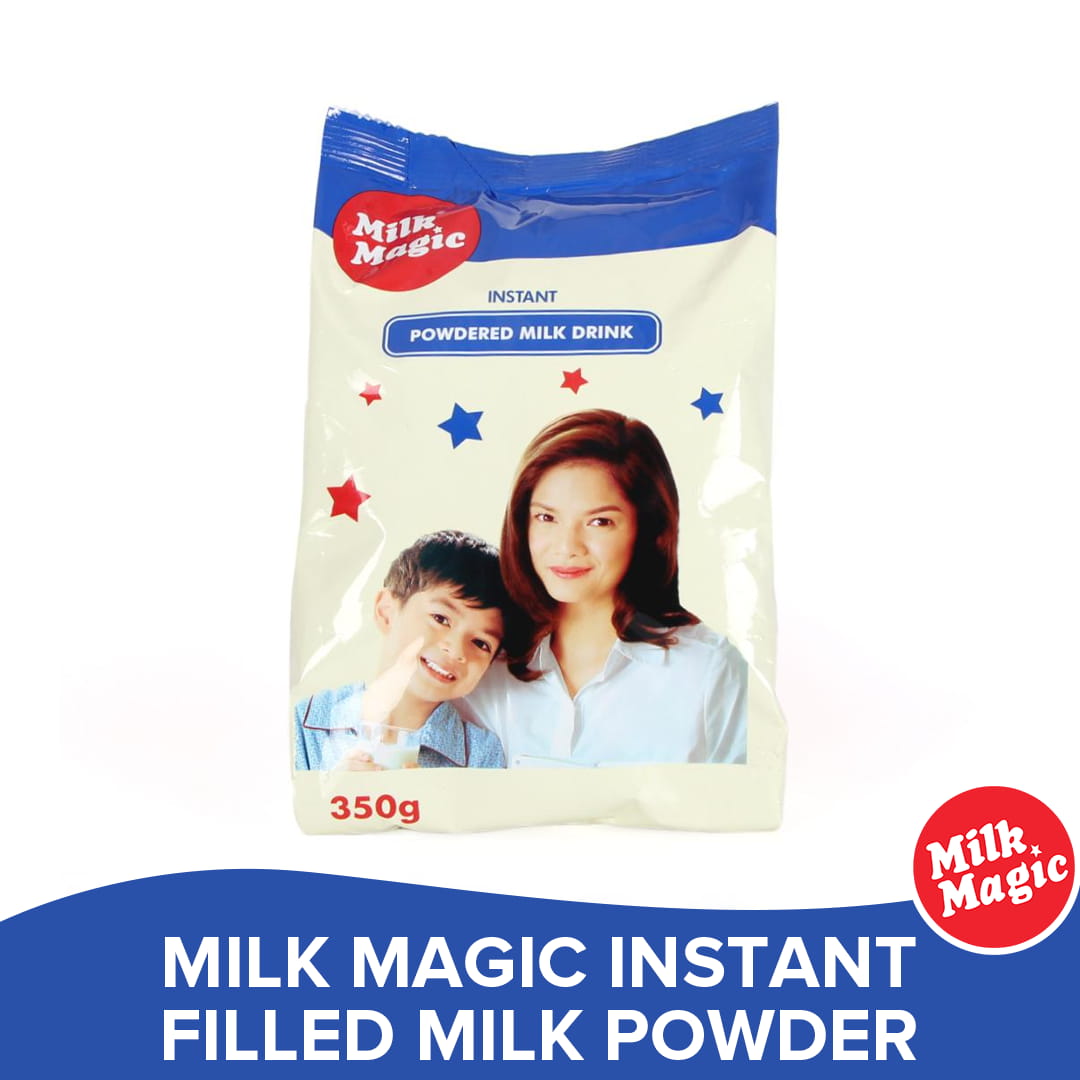 Milk
Magic
INSTANT
POWDERED MILK DRINK
350g
Milk
Magic
MILK MAGIC INSTANT
FILLED MILK POWDER